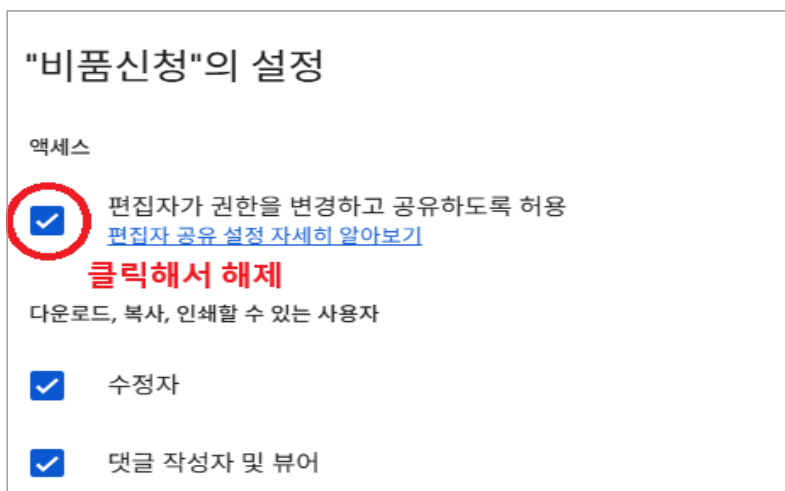 "비품신청"의 설정
액세스
편집자가 권한을 변경하고 공유하도록 허용
편집자 공유 설정 자세히 알아보기
클릭해서 해제
다운로드, 복사, 인쇄할 수 있는 사용자
수정자
댓글 작성자 및 뷰어